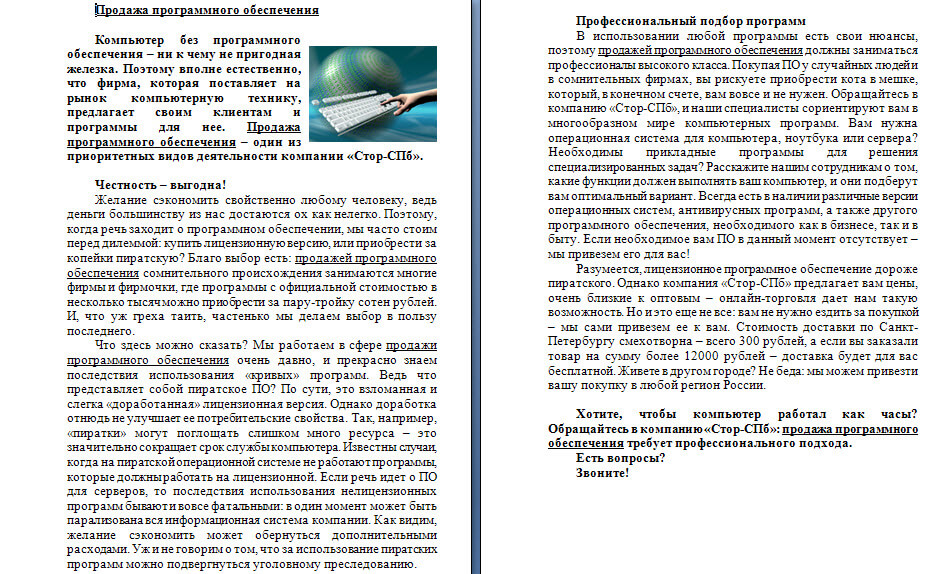 Продажа программного обеспечения
Компьютер без программного
обеспечения – ни к чему не пригодная
железка. Поэтому вполне естественно,
что фирма, которая поставляет на
рынок компьютерную технику,
предлагает своим клиентам и
программы для нее. Продажа
программного обеспечения – один из
приоритетных видов деятельности компании «Стор-СПб».
Честность – выгодна!
Желание сэкономить свойственно любому человеку, ведь
деньги большинству из нас достаются ох как нелегко. Поэтому,
когда речь заходит о программном обеспечении, мы часто стоим
перед дилеммой: купить лицензионную версию, или приобрести за
копейки пиратскую? Благо выбор есть: продажей программного
обеспечения сомнительного происхождения занимаются многие
фирмы и фирмочки, где программы с официальной стоимостью в
несколько тысяч можно приобрести за пару-тройку сотен рублей.
И, что уж греха таить, частенько мы делаем выбор в пользу
последнего.
Что здесь можно сказать? Мы работаем в сфере продажи
программного обеспечения очень давно, и прекрасно знаем
последствия использования «кривых» программ. Ведь что
представляет собой пиратское ПО? По сути, это взломанная и
слегка «доработанная» лицензионная версия. Однако доработка
отнюдь не улучшает ее потребительские свойства. Так, например,
«пиратки» могут поглощать слишком много ресурса – это
значительно сокращает срок службы компьютера. Известны случаи,
когда на пиратской операционной системе не работают программы,
которые должны работать на лицензионной. Если речь идет о ПО
для серверов, то последствия использования нелицензионных
программ бывают и вовсе фатальными: в один момент может быть
парализована вся информационная система компании. Как видим,
желание сэкономить может обернуться дополнительными
расходами. Уж и не говорим о том, что за использование пиратских
программ можно подвергнуться уголовному преследованию.
Профессиональный подбор программ
В использовании любой программы есть свои нюансы,
поэтому продажей программного обеспечения должны заниматься
профессионалы высокого класса. Покупая ПО у случайных людей и
в сомнительных фирмах, вы рискуете приобрести кота в мешке,
который, в конечном счете, вам вовсе и не нужен. Обращайтесь в
компанию «Стор-СПб», и наши специалисты сориентируют вам в
многообразном мире компьютерных программ. Вам нужна
операционная система для компьютера, ноутбука или сервера?
Необходимы прикладные программы для решения
специализированных задач? Расскажите нашим сотрудникам о том,
какие функции должен выполнять ваш компьютер, и они подберут
вам оптимальный вариант. Всегда есть в наличии различные версии
операционных систем, антивирусных программ, а также другого
программного обеспечения, необходимого как в бизнесе, так и в
быту. Если необходимое вам ПО в данный момент отсутствует –
мы привезем его для вас!
Разумеется, лицензионное программное обеспечение дороже
пиратского. Однако компания «Стор-СПб» предлагает вам цены,
очень близкие к оптовым – онлайн-торговля дает нам такую
возможность. Но и это еще не все: вам не нужно ездить за покупкой
– мы сами привезем ее к вам. Стоимость доставки по Санкт-
Петербургу смехотворна – всего 300 рублей, а если вы заказали
товар на сумму более 12000 рублей – доставка будет для вас
бесплатной. Живете в другом городе? Не беда: мы можем привезти
вашу покупку в любой регион России.
Хотите, чтобы компьютер работал как часы?
Обращайтесь в компанию «Стор-СПб»: продажа программного
обеспечения требует профессионального подхода.
Есть вопросы?
Звоните!